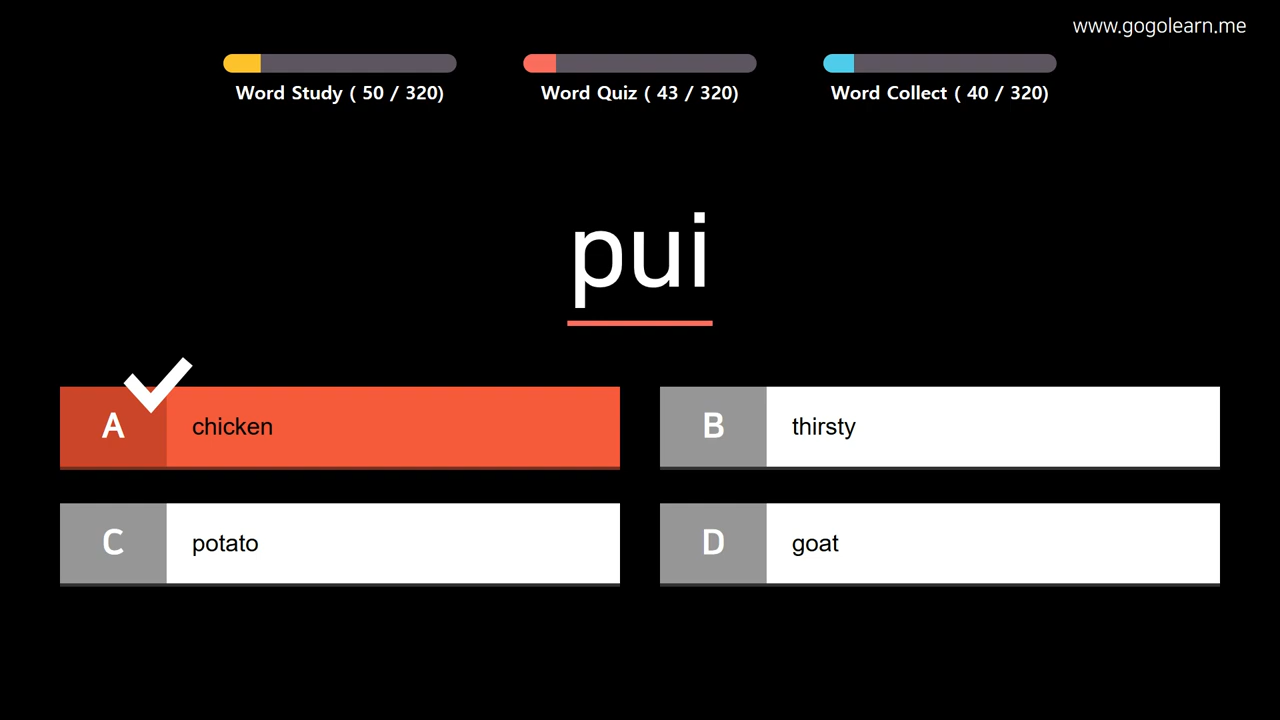 www.gogolearn.me
Word Study ( 50 / 320)
Word Quiz ( 43 / 320)
Word Collect ( 40 / 320)
pui
A chicken
B thirsty
C potato
D goat